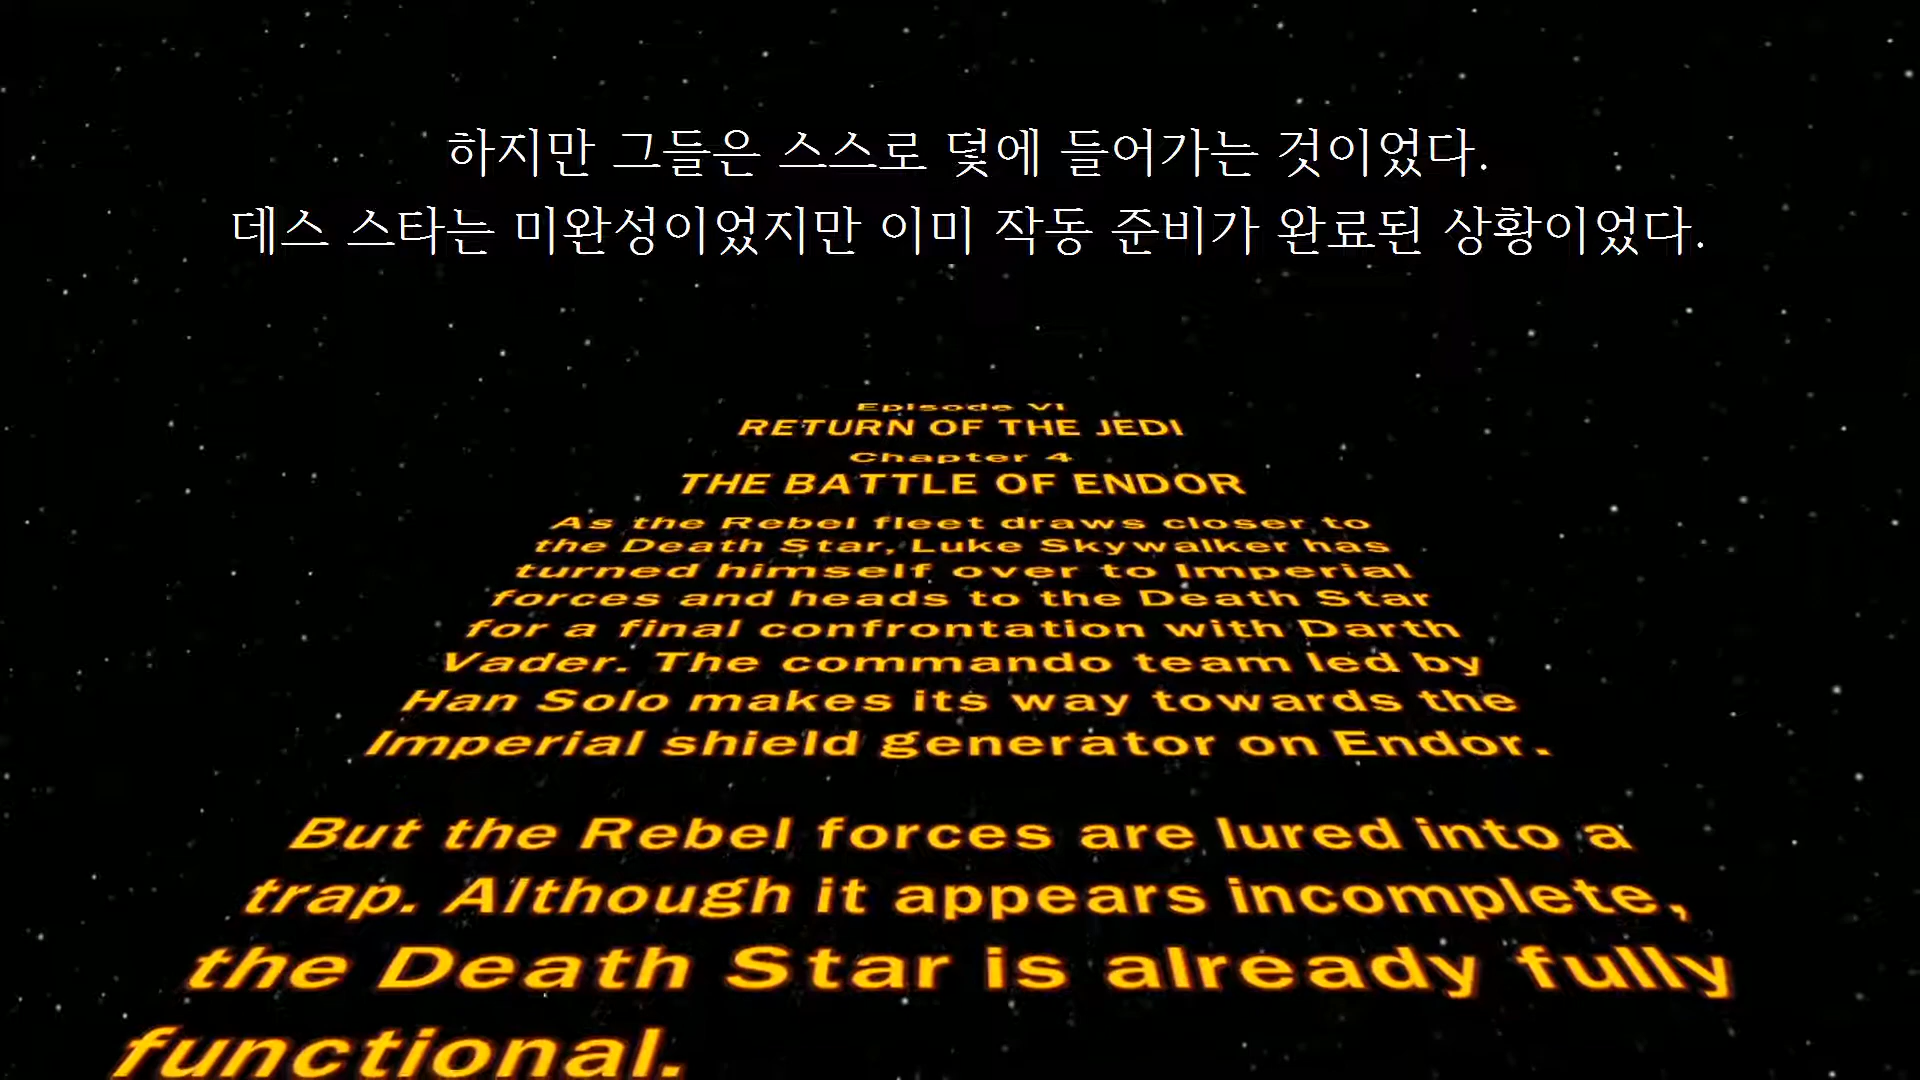 하지만 그들은 스스로 덫에 들어가는 것이었다.
데스 스타는 미완성이었지만 이미 작동 준비가 완료된 상황이었다.
Episode VI
RETURN OF THE JEDI
Chapter 4
THE BATTLE OF ENDOR
As the Rebel fleet draws closer to
the Death Star, Luke Skywalker has
turned himself over to Imperial
forces and heads to the Death Star
for a final confrontation with Darth
Vader. The commando team led by
Han Solo makes its way towards the
Imperial shield generator on Endor.
But the Rebel forces are lured into a
trap. Although it appears incomplete,
the Death Star is already fully
functional.